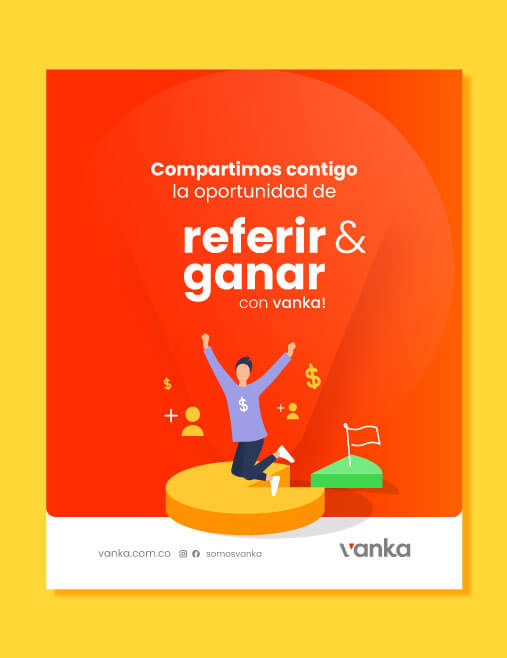 Compartimos contigo
la oportunidad de
referir &
ganar
con vanka!
$
$
$
+
+
vanka.com.co somosvanka
vanka